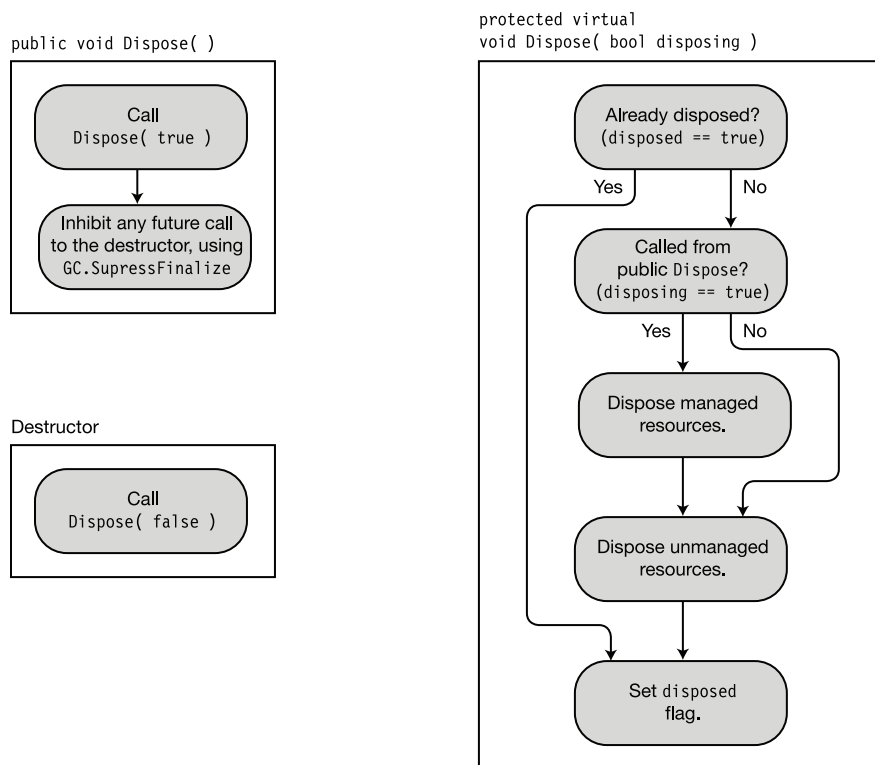 public void Dispose( )
Call
Dispose( true )
Inhibit any future call
to the destructor, using
GC.SupressFinalize
Destructor
Call
Dispose( false )
protected virtual
void Dispose( bool disposing )
Already disposed?
(disposed == true)
Yes
No
Called from
public Dispose?
(disposing == true)
Yes
No
Dispose managed
resources.
Dispose unmanaged
resources.
Set disposed
flag.